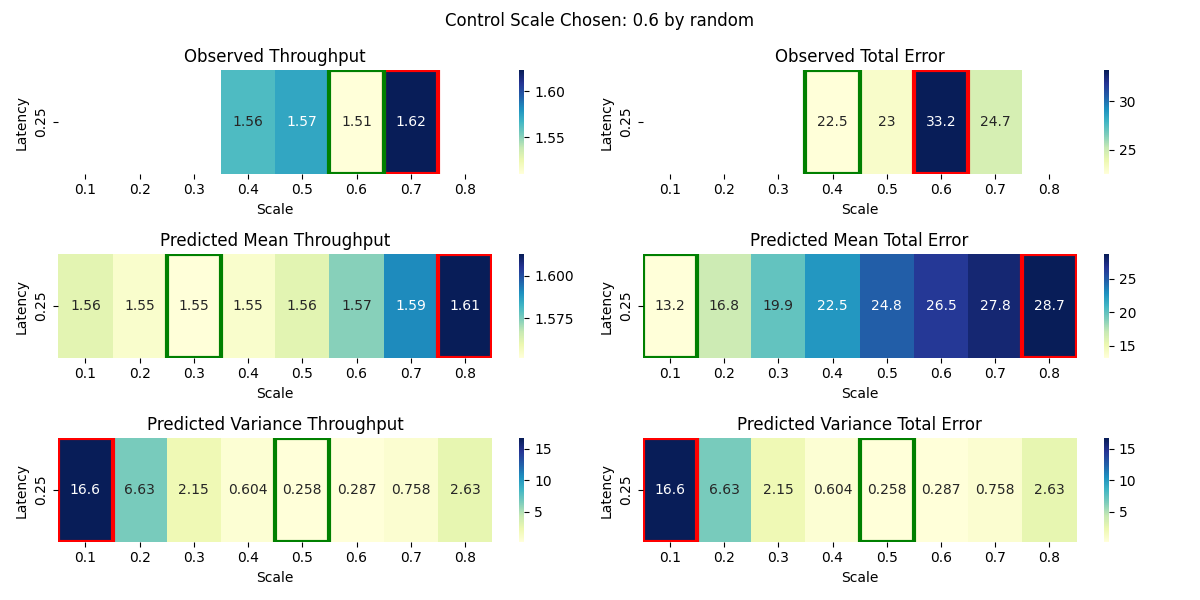 Control Scale Chosen: 0.6 by random
Observed Throughput
Latency
0.25
1.56 1.57 1.51 1.62
0.1 0.2 0.3 0.4 0.5 0.6 0.7 0.8
Scale
1.60
1.55
Observed Total Error
Latency
0.25
22.5 23 33.2 24.7
0.1 0.2 0.3 0.4 0.5 0.6 0.7 0.8
Scale
30
25
Predicted Mean Throughput
Latency
0.25
1.56 1.55 1.55 1.55 1.56 1.57 1.59 1.61
0.1 0.2 0.3 0.4 0.5 0.6 0.7 0.8
Scale
1.600
1.575
Predicted Mean Total Error
Latency
0.25
13.2 16.8 19.9 22.5 24.8 26.5 27.8 28.7
0.1 0.2 0.3 0.4 0.5 0.6 0.7 0.8
Scale
25
20
15
Predicted Variance Throughput
Latency
0.25
16.6 6.63 2.15 0.604 0.258 0.287 0.758 2.63
0.1 0.2 0.3 0.4 0.5 0.6 0.7 0.8
Scale
15
10
5
Predicted Variance Total Error
Latency
0.25
16.6 6.63 2.15 0.604 0.258 0.287 0.758 2.63
0.1 0.2 0.3 0.4 0.5 0.6 0.7 0.8
Scale
15
10
5